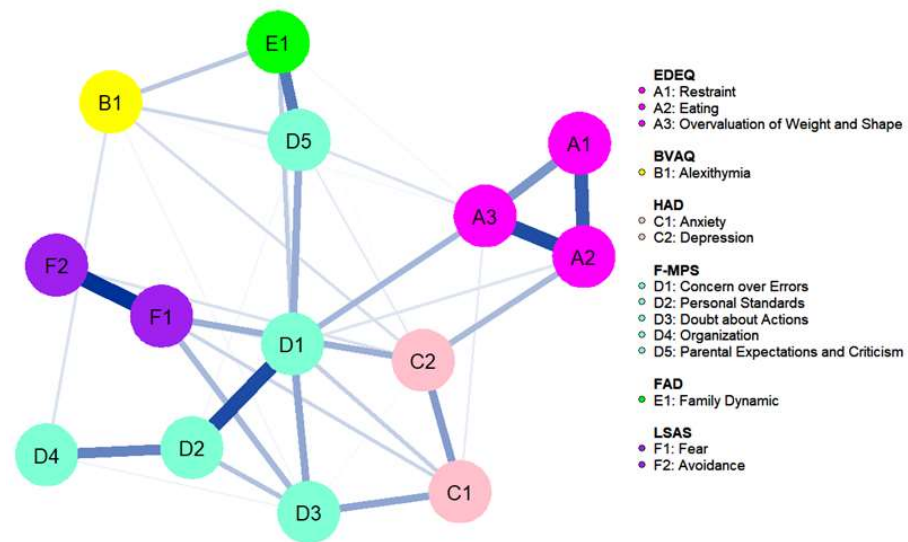 E1
B1
D5
A1
A3
A2
F2
F1
D1
C2
D2
D4
D3
C1
EDEQ
A1: Restraint
A2: Eating
A3: Overvaluation of Weight and Shape
BVAQ
B1: Alexithymia
HAD
C1: Anxiety
C2: Depression
F-MPS
D1: Concern over Errors
D2: Personal Standards
D3: Doubt about Actions
D4: Organization
D5: Parental Expectations and Criticism
FAD
E1: Family Dynamic
LSAS
F1: Fear
F2: Avoidance